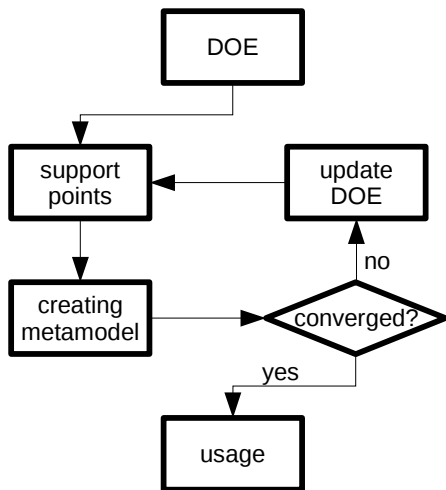 DOE
support
points
update
DOE
no
creating
metamodel
converged?
yes
usage